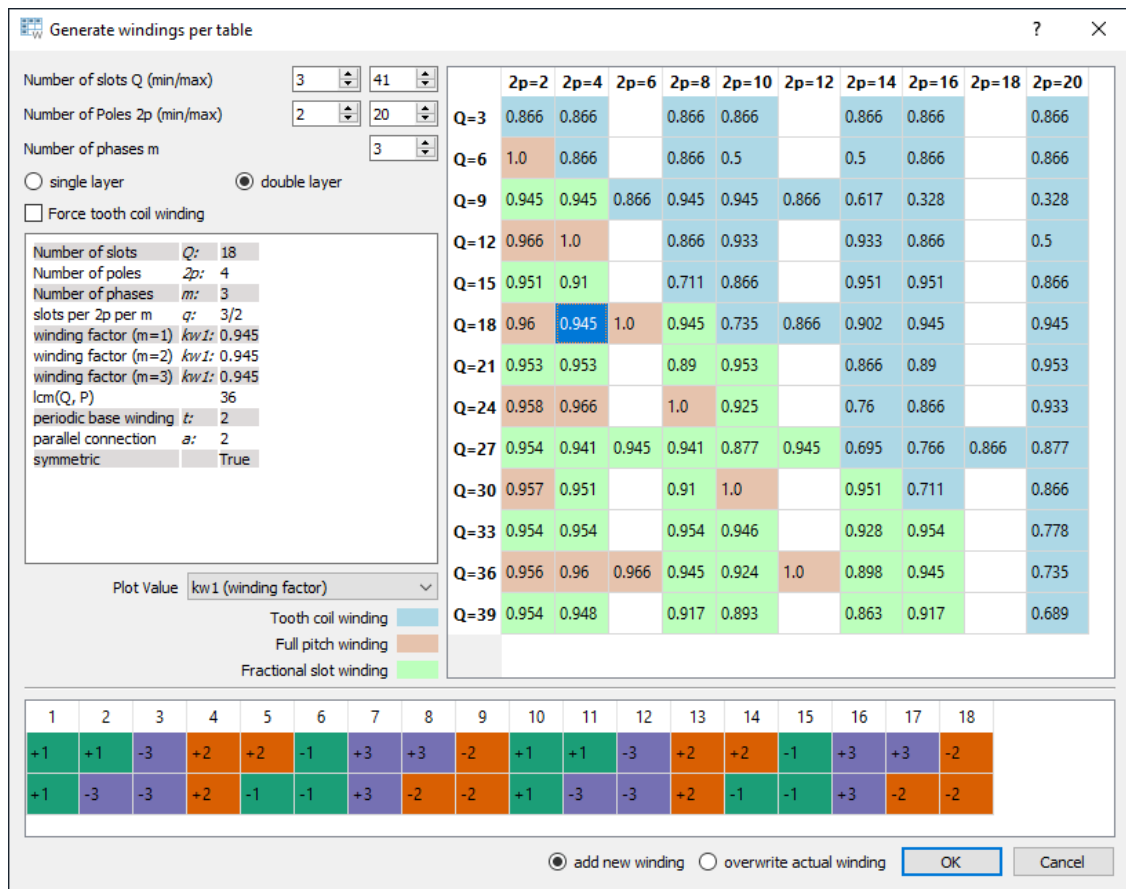 Generate windings per table ?
Number of slots Q (min/max) 3 41
Number of Poles 2p (min/max) 2 20
Number of phases m 3
single layer double layer
Force tooth coil winding
Number of slots Q: 18
Number of poles 2p: 4
Number of phases m: 3
slots per 2p per m q: 3/2
winding factor (m=1) kw1: 0.945
winding factor (m=2) kw1: 0.945
winding factor (m=3) kw1: 0.945
lcm(Q, P) 36
periodic base winding t: 2
parallel connection a: 2
symmetric True
Plot Value kw1 (winding factor)
Tooth coil winding
Full pitch winding
Fractional slot winding
2p=2 2p=4 2p=6 2p=8 2p=10 2p=12 2p=14 2p=16 2p=18 2p=20
Q=3 0.866 0.866 0.866 0.866 0.866 0.866 0.866
Q=6 1.0 0.866 0.866 0.5 0.5 0.866 0.866
Q=9 0.945 0.945 0.866 0.945 0.945 0.866 0.617 0.328 0.328
Q=12 0.966 1.0 0.866 0.933 0.933 0.866 0.5
Q=15 0.951 0.91 0.711 0.866 0.951 0.951 0.866
Q=18 0.96 0.945 1.0 0.945 0.735 0.866 0.902 0.945 0.945
Q=21 0.953 0.953 0.89 0.953 0.866 0.89 0.953
Q=24 0.958 0.966 1.0 0.925 0.76 0.866 0.933
Q=27 0.954 0.941 0.945 0.941 0.877 0.945 0.695 0.766 0.866 0.877
Q=30 0.957 0.951 0.91 1.0 0.951 0.711 0.866
Q=33 0.954 0.954 0.954 0.946 0.928 0.954 0.778
Q=36 0.956 0.96 0.966 0.945 0.924 1.0 0.898 0.945 0.735
Q=39 0.954 0.948 0.917 0.893 0.863 0.917 0.689
1 2 3 4 5 6 7 8 9 10 11 12 13 14 15 16 17 18
+1 +1 -3 +2 +2 -1 +3 +3 -2 +1 +1 -3 +2 +2 -1 +3 +3 -2
+1 -3 -3 +2 -1 -1 +3 -2 -2 +1 -3 -3 +2 -1 -1 +3 -2 -2
add new winding overwrite actual winding OK Cancel